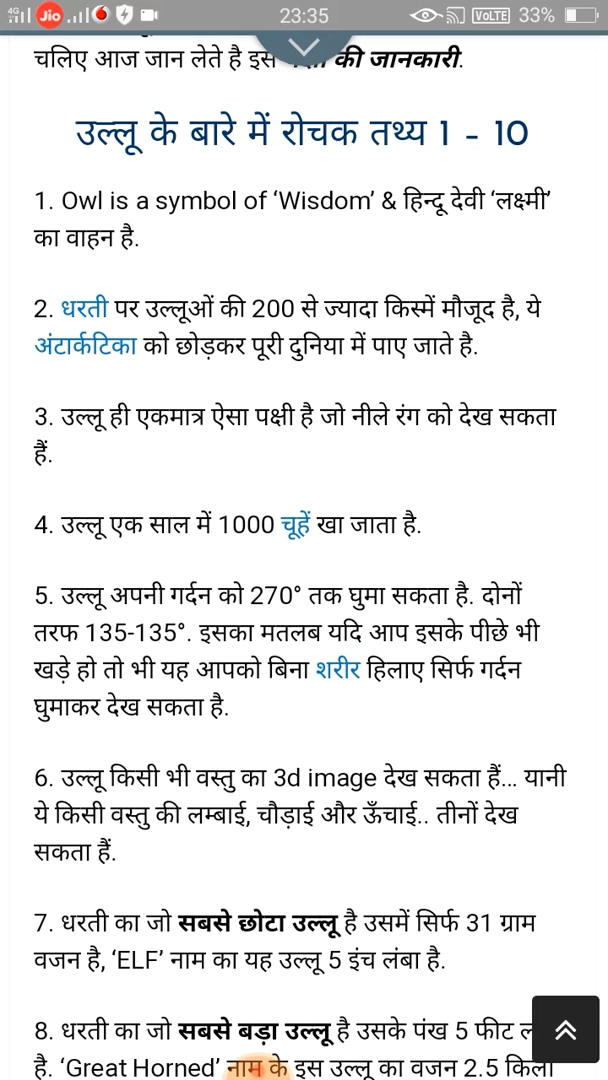 4G Jio 23:35 VoLTE 33%
चलिए आज जान लेते है इस की जानकारी.
उल्लू के बारे में रोचक तथ्य 1 - 10
1. Owl is a symbol of ‘Wisdom’ & हिन्दू देवी ‘लक्ष्मी’
का वाहन है.
2. धरती पर उल्लूओं की 200 से ज्यादा किस्में मौजूद है, ये
अंटार्कटिका को छोड़कर पूरी दुनिया में पाए जाते है.
3. उल्लू ही एकमात्र ऐसा पक्षी है जो नीले रंग को देख सकता
हैं.
4. उल्लू एक साल में 1000 चूहें खा जाता है.
5. उल्लू अपनी गर्दन को 270° तक घुमा सकता है. दोनों
तरफ 135-135°. इसका मतलब यदि आप इसके पीछे भी
खड़े हो तो भी यह आपको बिना शरीर हिलाए सिर्फ गर्दन
घुमाकर देख सकता है.
6. उल्लू किसी भी वस्तु का 3d image देख सकता हैं... यानी
ये किसी वस्तु की लम्बाई, चौड़ाई और ऊँचाई.. तीनों देख
सकता हैं.
7. धरती का जो सबसे छोटा उल्लू है उसमें सिर्फ 31 ग्राम
वजन है, ‘ELF’ नाम का यह उल्लू 5 इंच लंबा है.
8. धरती का जो सबसे बड़ा उल्लू है उसके पंख 5 फीट
है. ‘Great Horned’ नाम के इस उल्लू का वजन 2.5 किलो